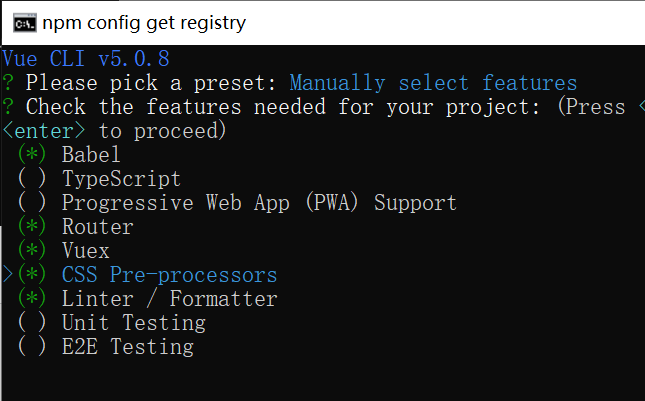 npm config get registry
Vue CLI v5.0.8
? Please pick a preset: Manually select features
? Check the features needed for your project: (Press <
<enter> to proceed)
(*) Babel
( ) TypeScript
( ) Progressive Web App (PWA) Support
(*) Router
(*) Vuex
>(*) CSS Pre-processors
(*) Linter / Formatter
( ) Unit Testing
( ) E2E Testing